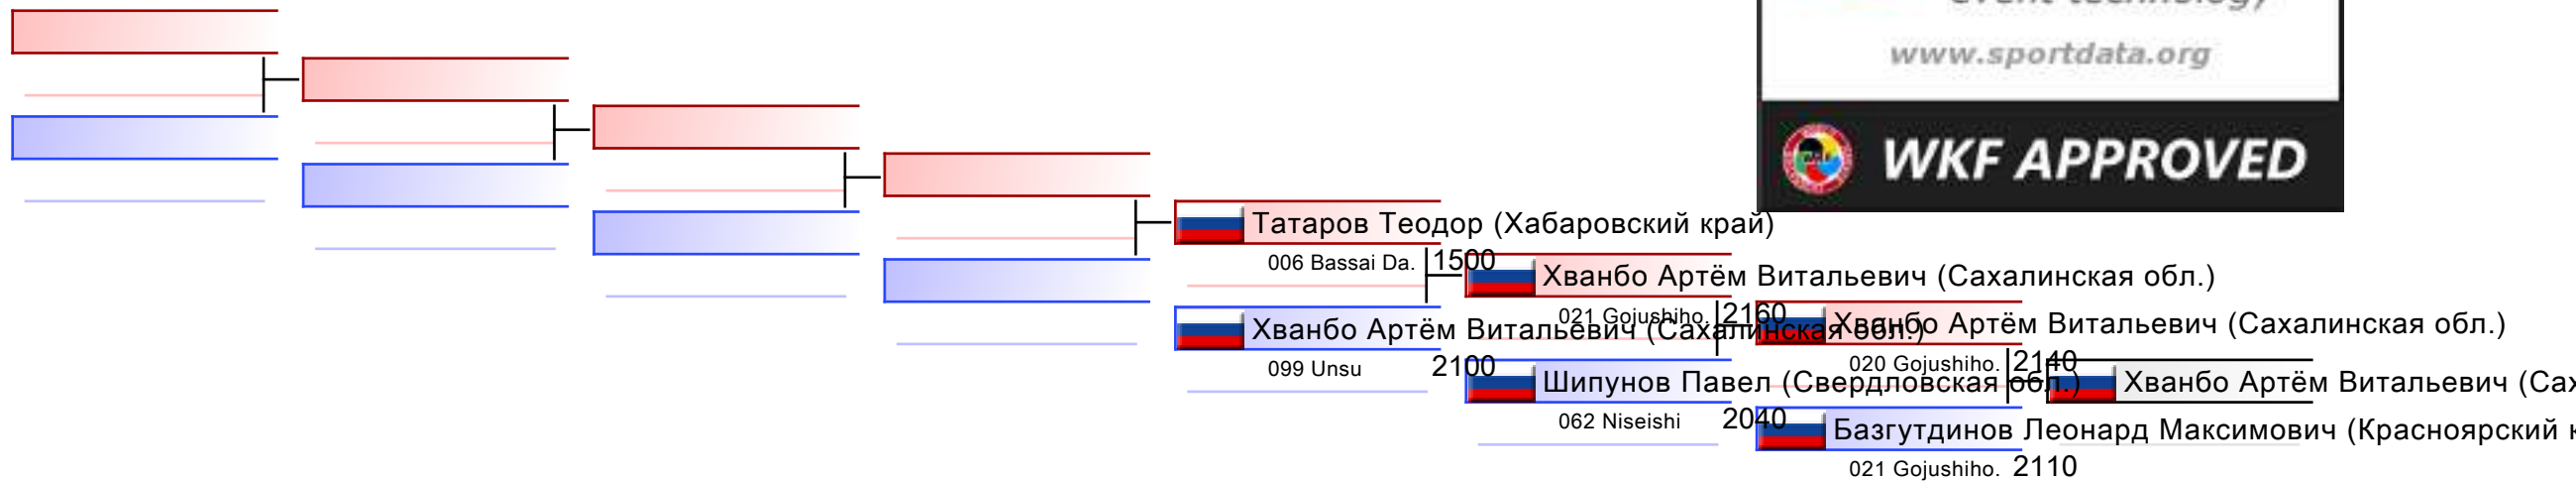 www.sportdata.org
WKF APPROVED
Татаров Теодор (Хабаровский край)
006 Bassai Da. 1500
Хванбо Артём Витальевич (Сахалинская обл.)
021 Gojushiho. 2160
Хванбо Артём Витальевич (Сахалинская обл.)
099 Unsu 2100
Хванбо Артём Витальевич (Сахалинская обл.)
020 Gojushiho. 2140
Шипунов Павел (Свердловская обл.)
062 Niseishi 2040
Хванбо Артём Витальевич
Базгутдинов Леонард Максимович (Красноярский
021 Gojushiho. 2110